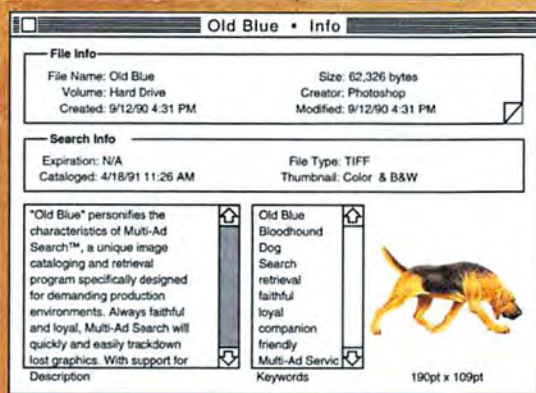 Old Blue • Info
File Info
File Name: Old Blue
Volume: Hard Drive
Created: 9/12/90 4:31 PM
Size: 62,326 bytes
Creator: Photoshop
Modified: 9/12/90 4:31 PM
Search Info
Expiration: N/A
Cataloged: 4/18/91 11:26 AM
File Type: TIFF
Thumbnail: Color & B&W
"Old Blue" personifies the
characteristics of Multi-Ad
Search™, a unique image
cataloging and retrieval
program specifically designed
for demanding production
environments. Always faithful
and loyal, Multi-Ad Search will
quickly and easily trackdown
lost graphics. With support for
Description
Old Blue
Bloodhound
Dog
Search
retrieval
faithful
loyal
companion
friendly
Multi-Ad Servic
Keywords
190pt x 109pt